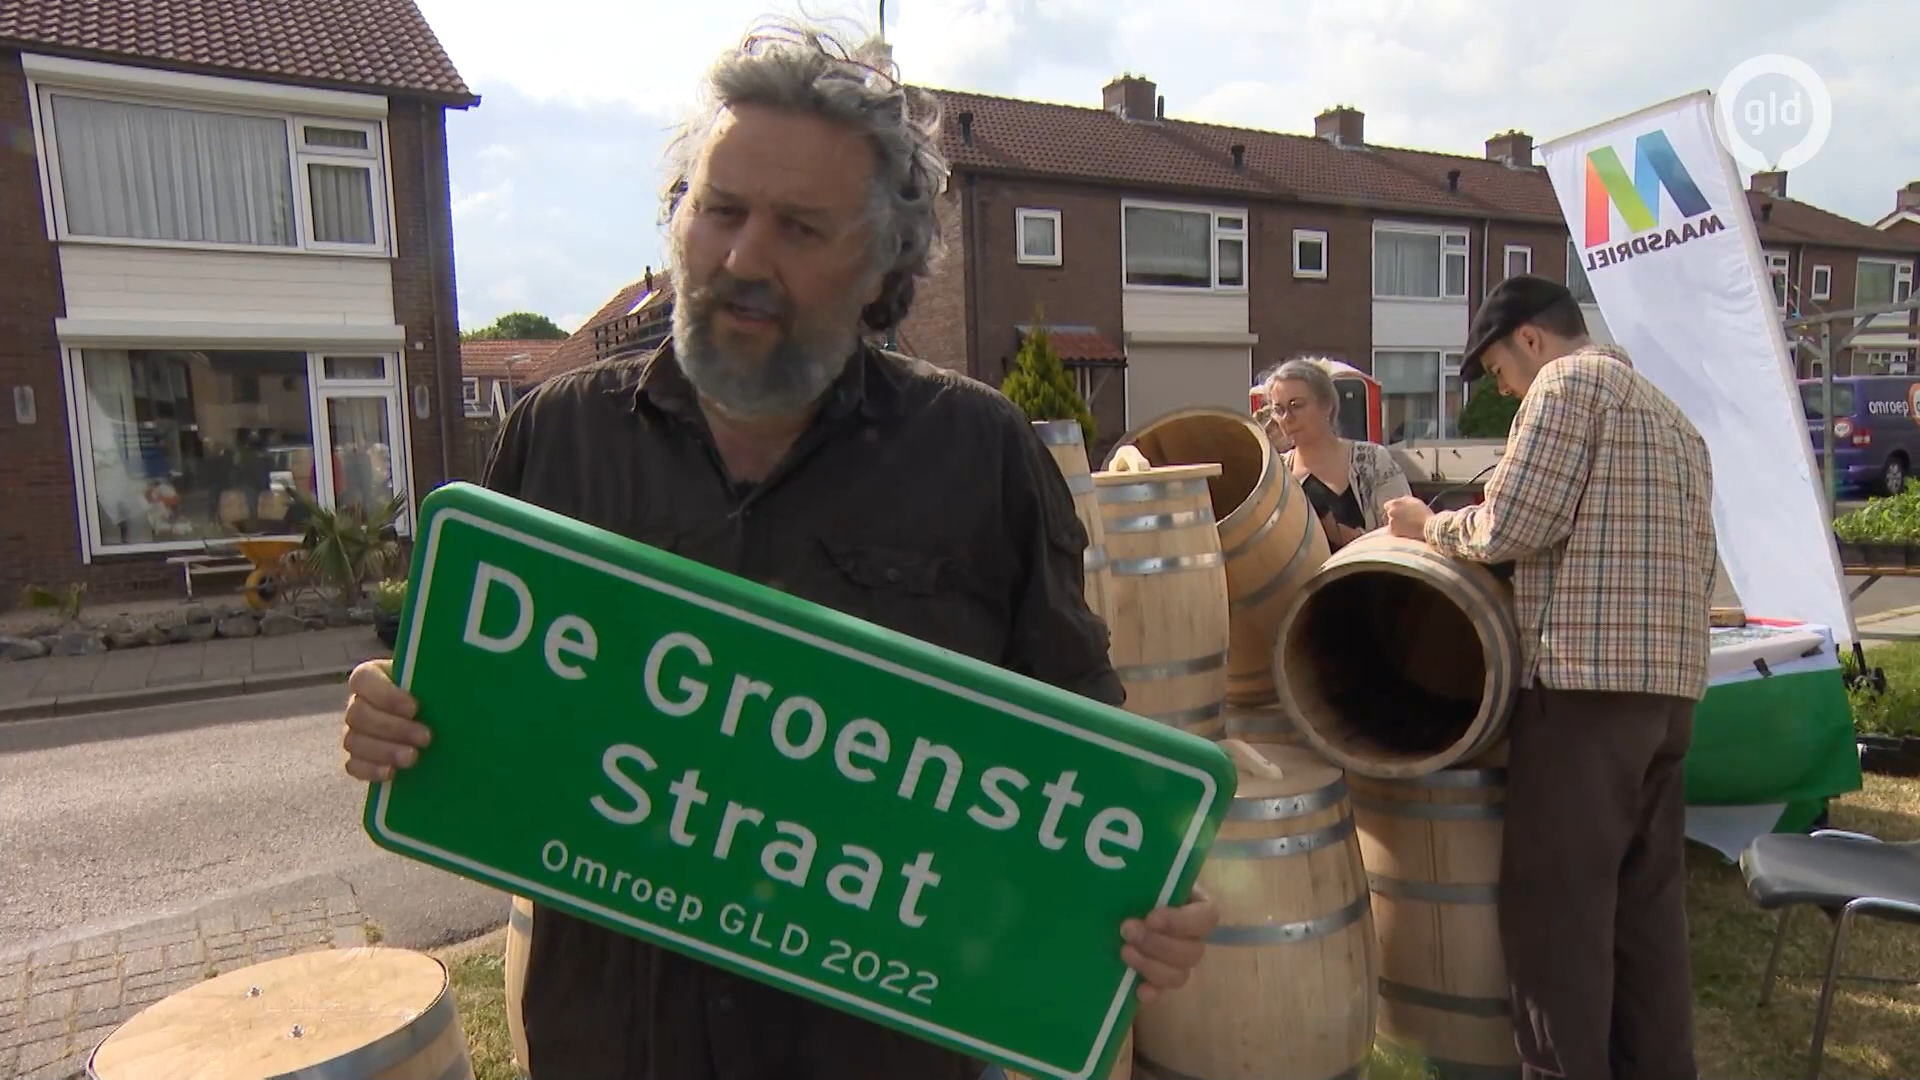 gld
MAASDRIEL
omroep
De Groenste
Straat
Omroep GLD 2022